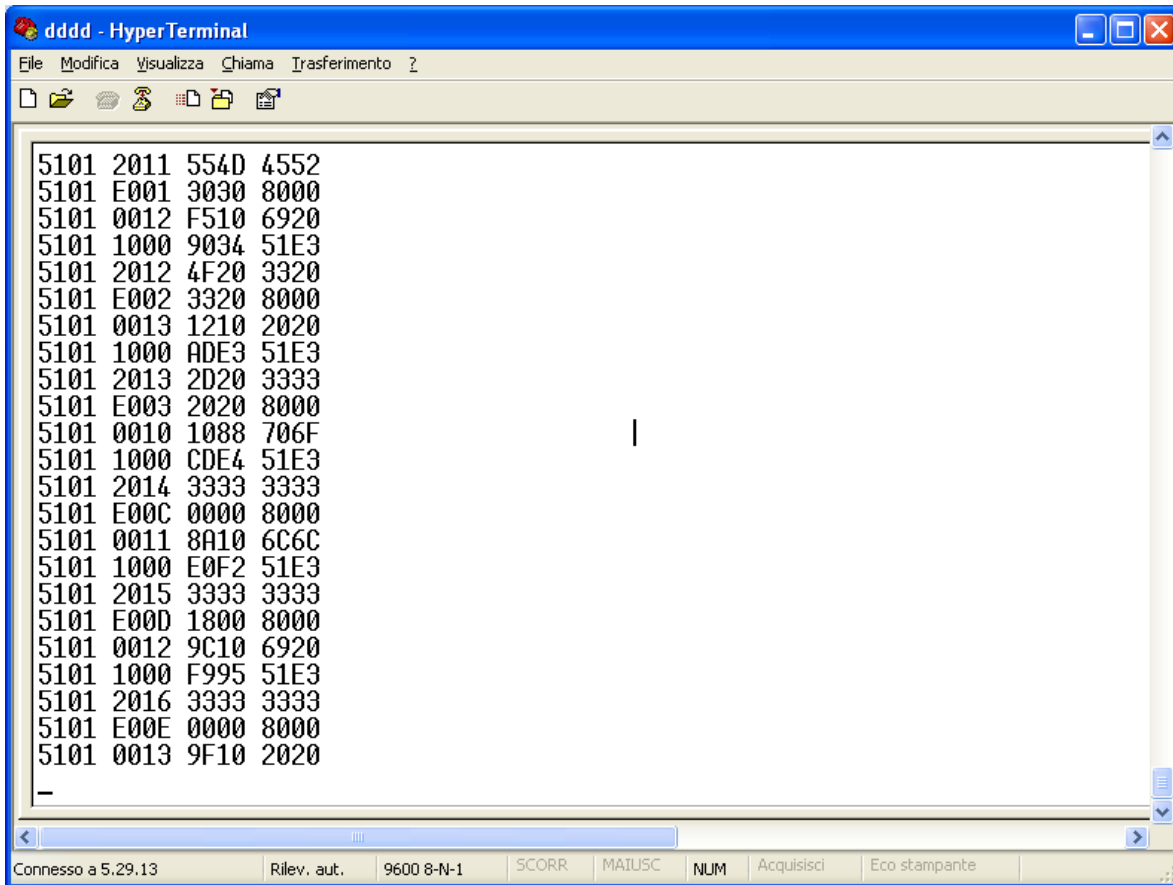 dddd - HyperTerminal
File Modifica Visualizza Chiama Trasferimento ?
5101 2011 554D 4552
5101 E001 3030 8000
5101 0012 F510 6920
5101 1000 9034 51E3
5101 2012 4F20 3320
5101 E002 3320 8000
5101 0013 1210 2020
5101 1000 ADE3 51E3
5101 2013 2D20 3333
5101 E003 2020 8000
5101 0010 1088 706F
5101 1000 CDE4 51E3
5101 2014 3333 3333
5101 E00C 0000 8000
5101 0011 8A10 6C6C
5101 1000 E0F2 51E3
5101 2015 3333 3333
5101 E00D 1800 8000
5101 0012 9C10 6920
5101 1000 F995 51E3
5101 2016 3333 3333
5101 E00E 0000 8000
5101 0013 9F10 2020
Connesso a 5.29.13 Rilev. aut. 9600 8-N-1 SCORR MAIUSC NUM Acquisisci Eco stampante